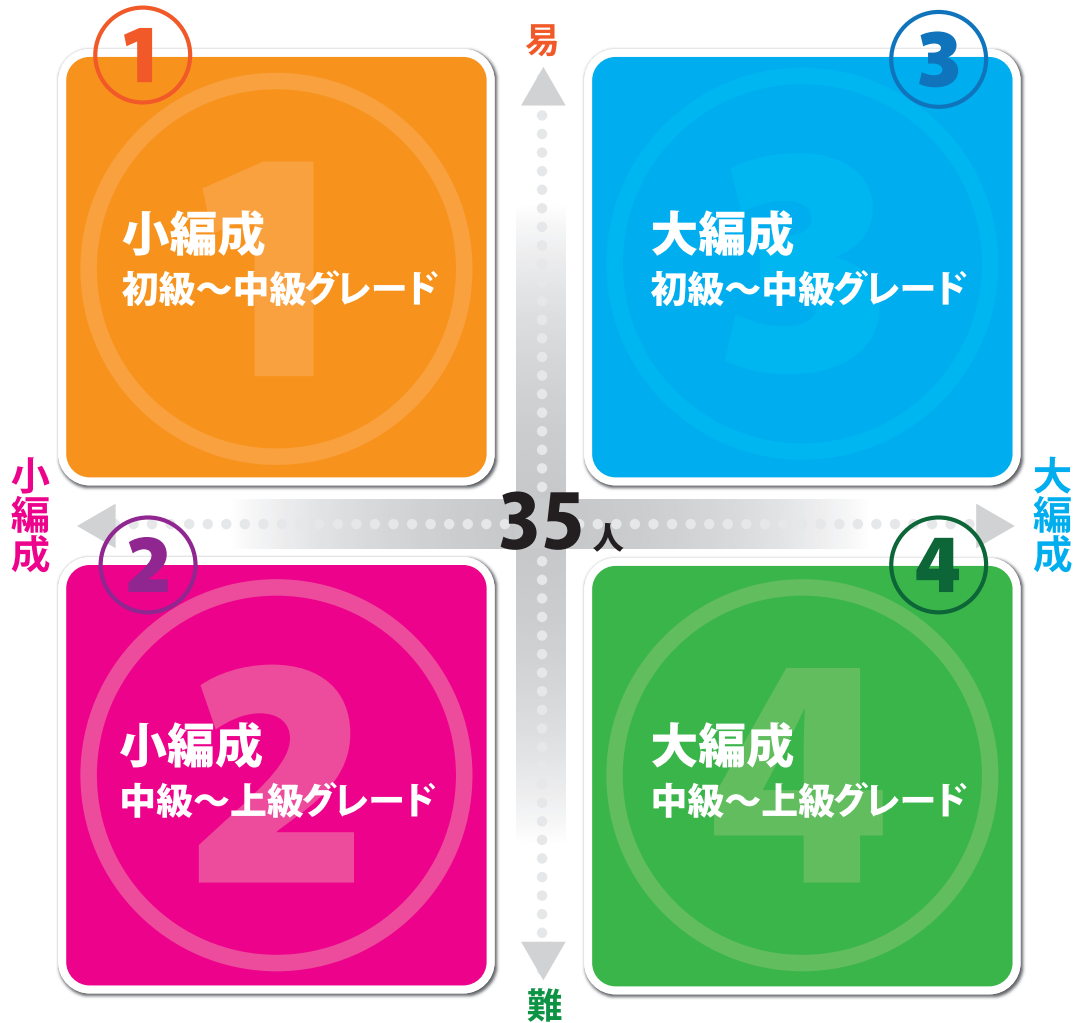 易
1
小編成
初級〜中級グレード
3
大編成
初級〜中級グレード
小編成
35人
大編成
2
小編成
中級〜上級グレード
4
大編成
中級〜上級グレード
難